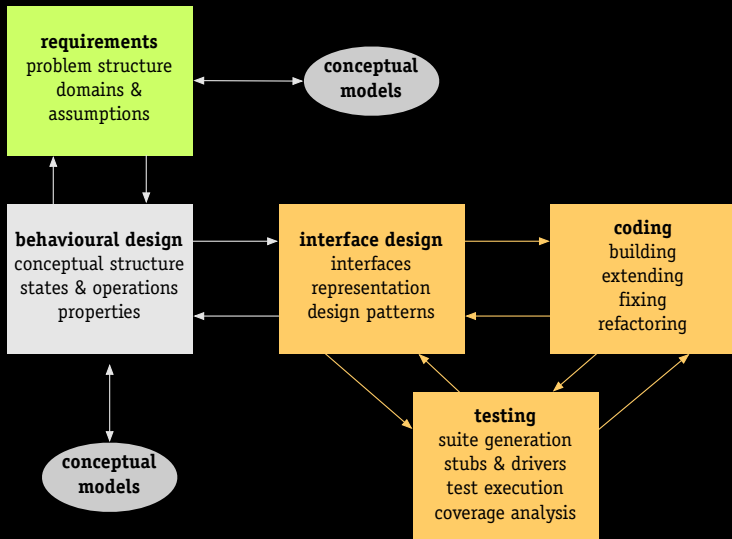 requirements
problem structure
domains &
assumptions
conceptual
models
behavioural design
conceptual structure
states & operations
properties
interface design
interfaces
representation
design patterns
coding
building
extending
fixing
refactoring
testing
suite generation
stubs & drivers
test execution
coverage analysis
conceptual
models